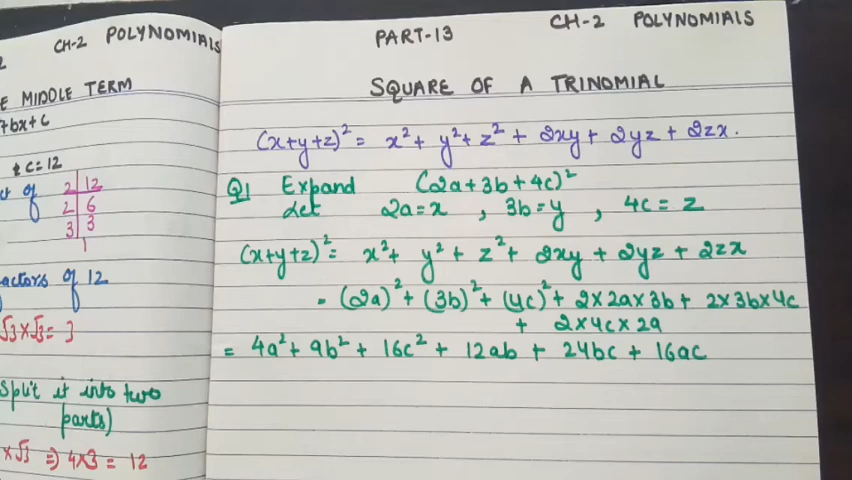 CH-2 POLYNOMIALS
E MIDDLE TERM
+bx+c
c=12
of
2 | 12
2 | 6
3 | 3
1
actors of 12
√3×√3= 3
Split it into two
parts)
×√3 ⇒ 4×3 = 12
PART-13 CH-2 POLYNOMIALS
SQUARE OF A TRINOMIAL
(x+y+z)² = x² + y² + z² + 2xy + 2yz + 2zx.
Q1 Expand (2a+3b+4c)²
Let 2a=x , 3b=y , 4c = z
(x+y+z)² = x² + y² + z² + 2xy + 2yz + 2zx
= (2a)² + (3b)² + (4c)² + 2×2a×3b + 2×3b×4c
+ 2×4c×2a
= 4a² + 9b² + 16c² + 12ab + 24bc + 16ac